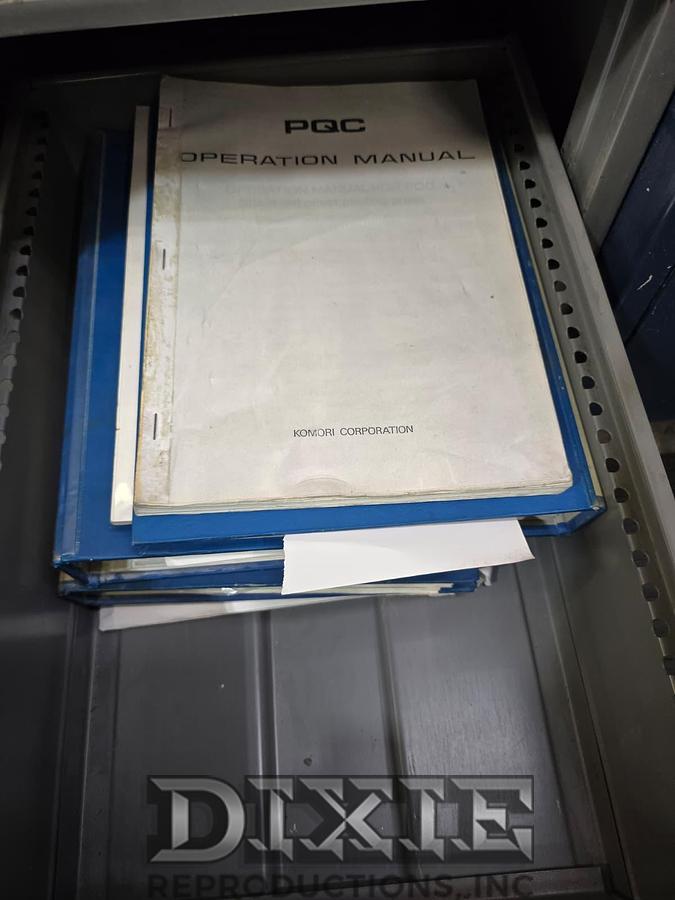 PQC
OPERATION MANUAL
KOMORI CORPORATION
DIXIE
REPRODUCTIONS, INC